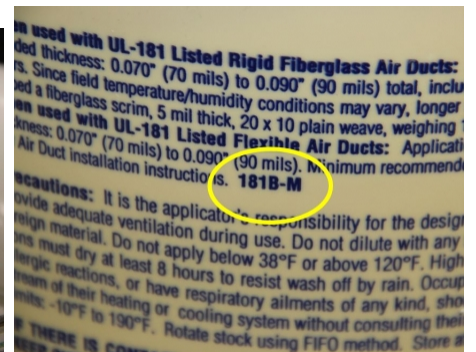 en used with UL-181 Listed Rigid Fiberglass Air Ducts:
ded thickness: 0.070" (70 mils) to 0.090" (90 mils) total, inclu
rs. Since field temperature/humidity conditions may vary, longer
ped a fiberglass scrim, 5 mil thick, 20 x 10 plain weave, weighing
en used with UL-181 Listed Flexible Air Ducts: Applicati
kness: 0.070" (70 mils) to 0.090" (90 mils). Minimum recommende
Air Duct installation instructions. 181B-M
ecautions: It is the applicator's responsibility for the design
ovide adequate ventilation during use. Do not dilute with any
reign material. Do not apply below 38°F or above 120°F. High
ons must dry at least 8 hours to resist wash off by rain. Occup
lergic reactions, or have respiratory ailments of any kind, sho
eam of their heating or cooling system without consulting their
mits: -10°F to 190°F. Rotate stock using FIFO method. Store a
IF THERE IS